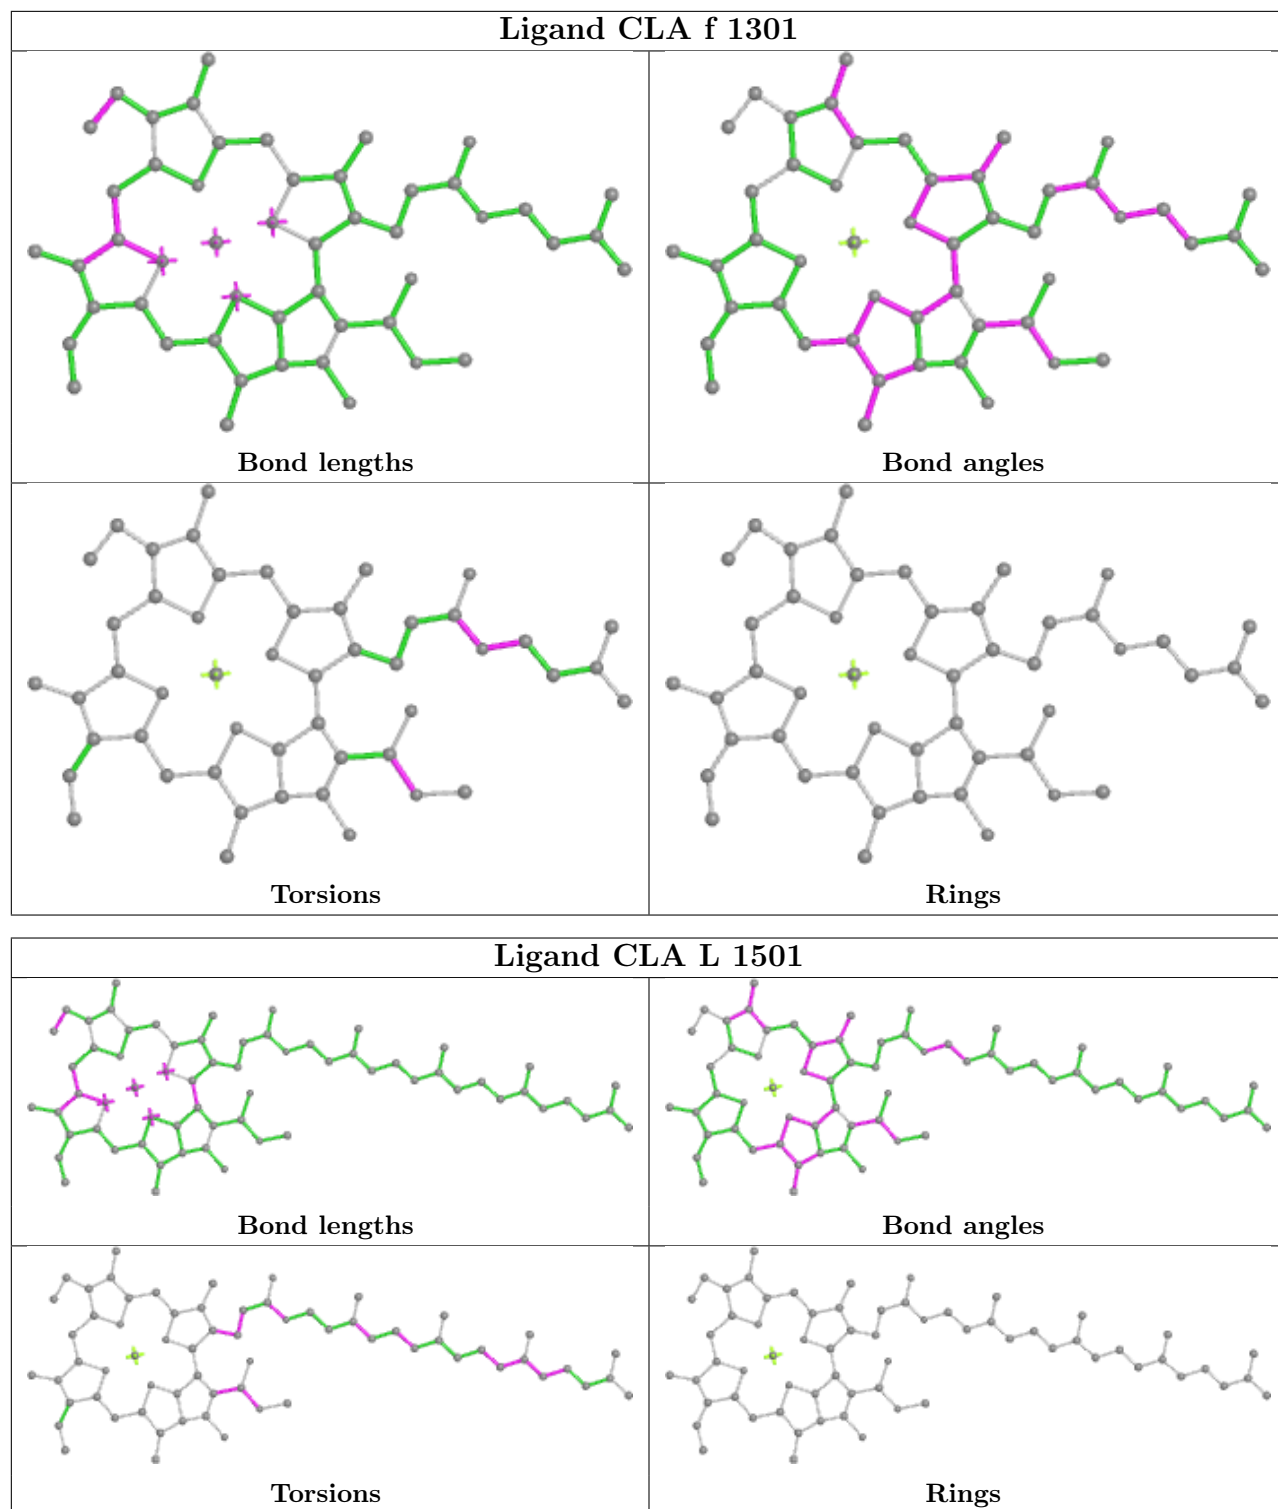 Ligand CLA f 1301
Bond lengths
Bond angles
Torsions
Rings
Ligand CLA L 1501
Bond lengths
Bond angles
Torsions
Rings